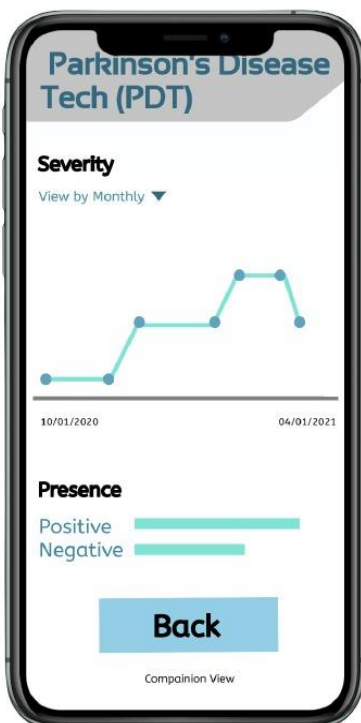 Parkinson's Disease
Tech (PDT)
Severity
View by Monthly
10/01/2020
04/01/2021
Presence
Positive
Negative
Back
Compainion View